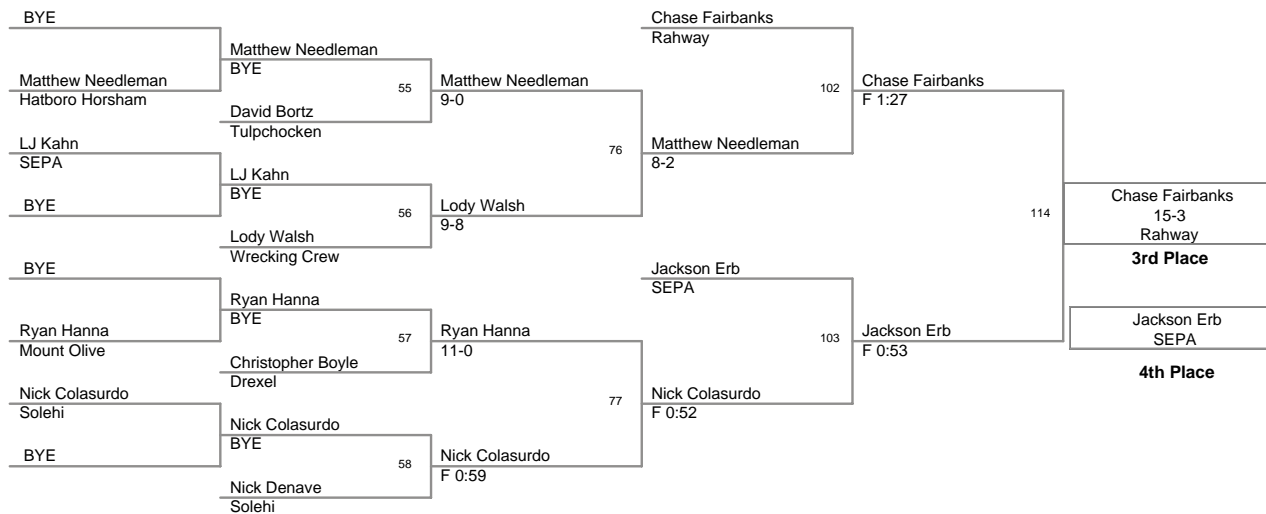 BYE
Matthew Needleman
Hatboro Horsham
LJ Kahn
SEPA
BYE
BYE
Ryan Hanna
Mount Olive
Nick Colasurdo
Solehi
BYE
Matthew Needleman
BYE
55
David Bortz
Tulpchocken
LJ Kahn
BYE
56
Lody Walsh
Wrecking Crew
Ryan Hanna
BYE
57
Christopher Boyle
Drexel
Nick Colasurdo
BYE
58
Nick Denave
Solehi
Matthew Needleman
9-0
76
Lody Walsh
9-8
Ryan Hanna
11-0
77
Nick Colasurdo
F 0:59
Chase Fairbanks
Rahway
102
Matthew Needleman
8-2
Jackson Erb
SEPA
103
Nick Colasurdo
F 0:52
Chase Fairbanks
F 1:27
114
Jackson Erb
F 0:53
Chase Fairbanks
15-3
Rahway
3rd Place
Jackson Erb
SEPA
4th Place